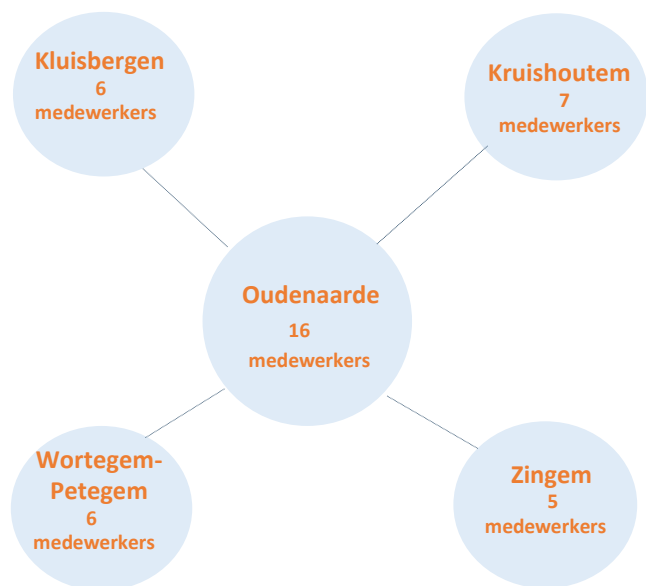 Kluisbergen
6
medewerkers
Kruishoutem
7
medewerkers
Oudenaarde
16
medewerkers
Wortegem-
Petegem
6
medewerkers
Zingem
5
medewerkers